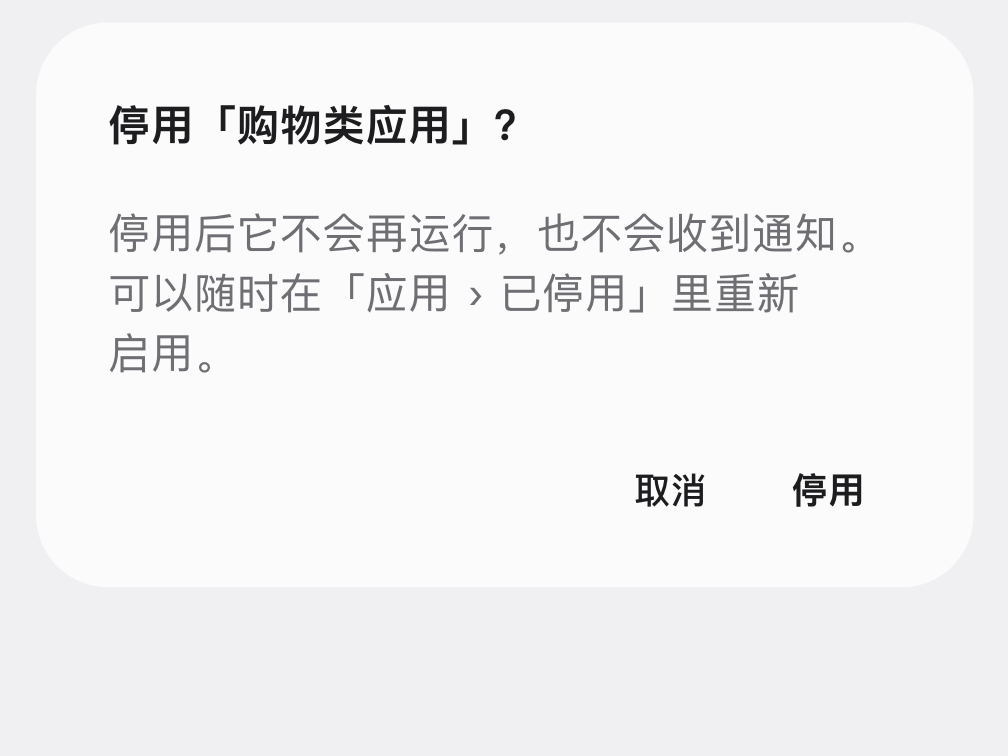 停用「购物类应用」?
停用后它不会再运行，也不会收到通知。
可以随时在「应用 › 已停用」里重新
启用。
取消 停用